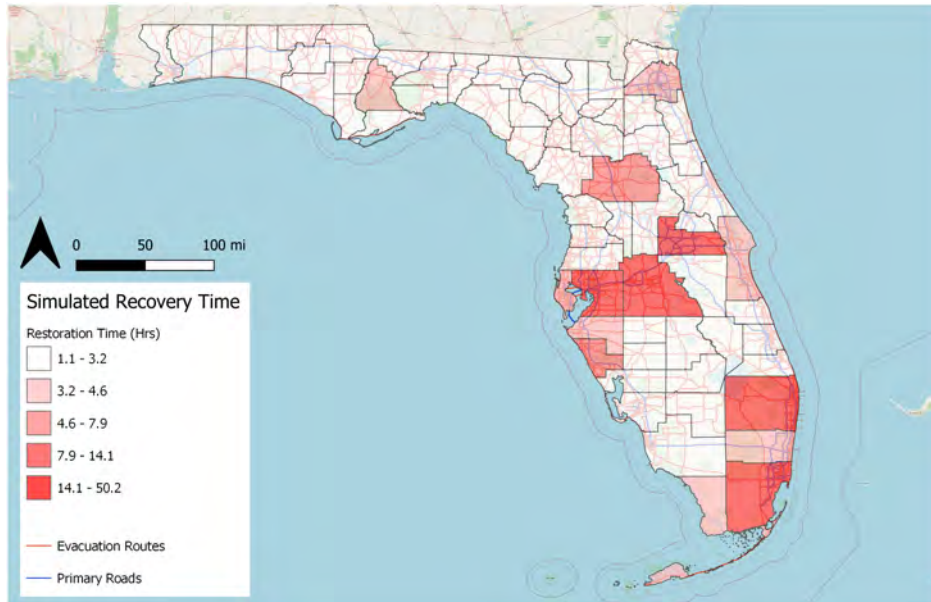 0 50 100 mi
Simulated Recovery Time
Restoration Time (Hrs)
1.1 - 3.2
3.2 - 4.6
4.6 - 7.9
7.9 - 14.1
14.1 - 50.2
Evacuation Routes
Primary Roads